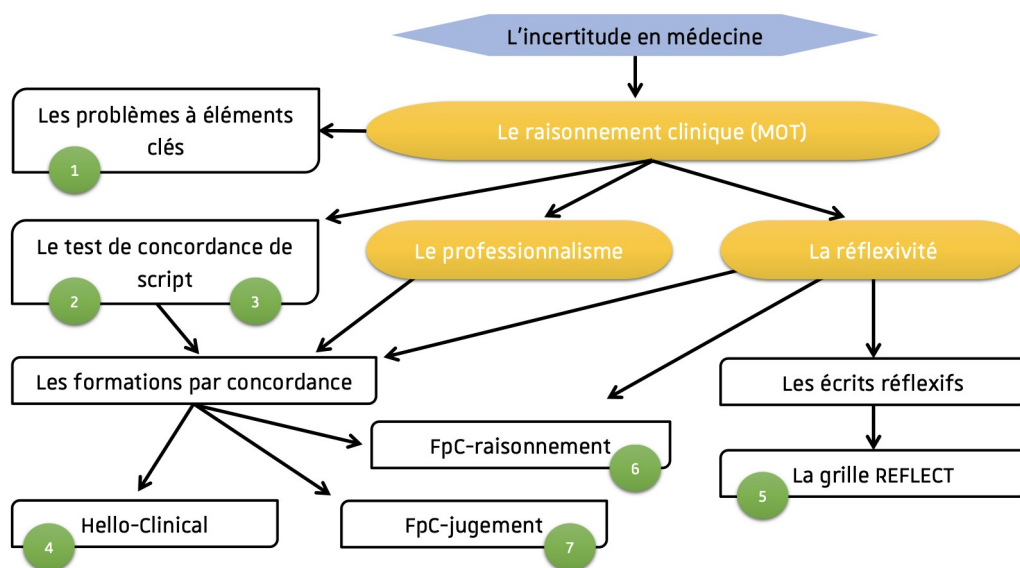 L'incertitude en médecine
Les problèmes à éléments
clés
1
Le raisonnement clinique (MOT)
Le test de concordance de
script
2
3
Le professionnalisme
La réflexivité
Les formations par concordance
Les écrits réflexifs
FpC-raisonnement
6
La grille REFLECT
5
Hello-Clinical
4
FpC-jugement
7